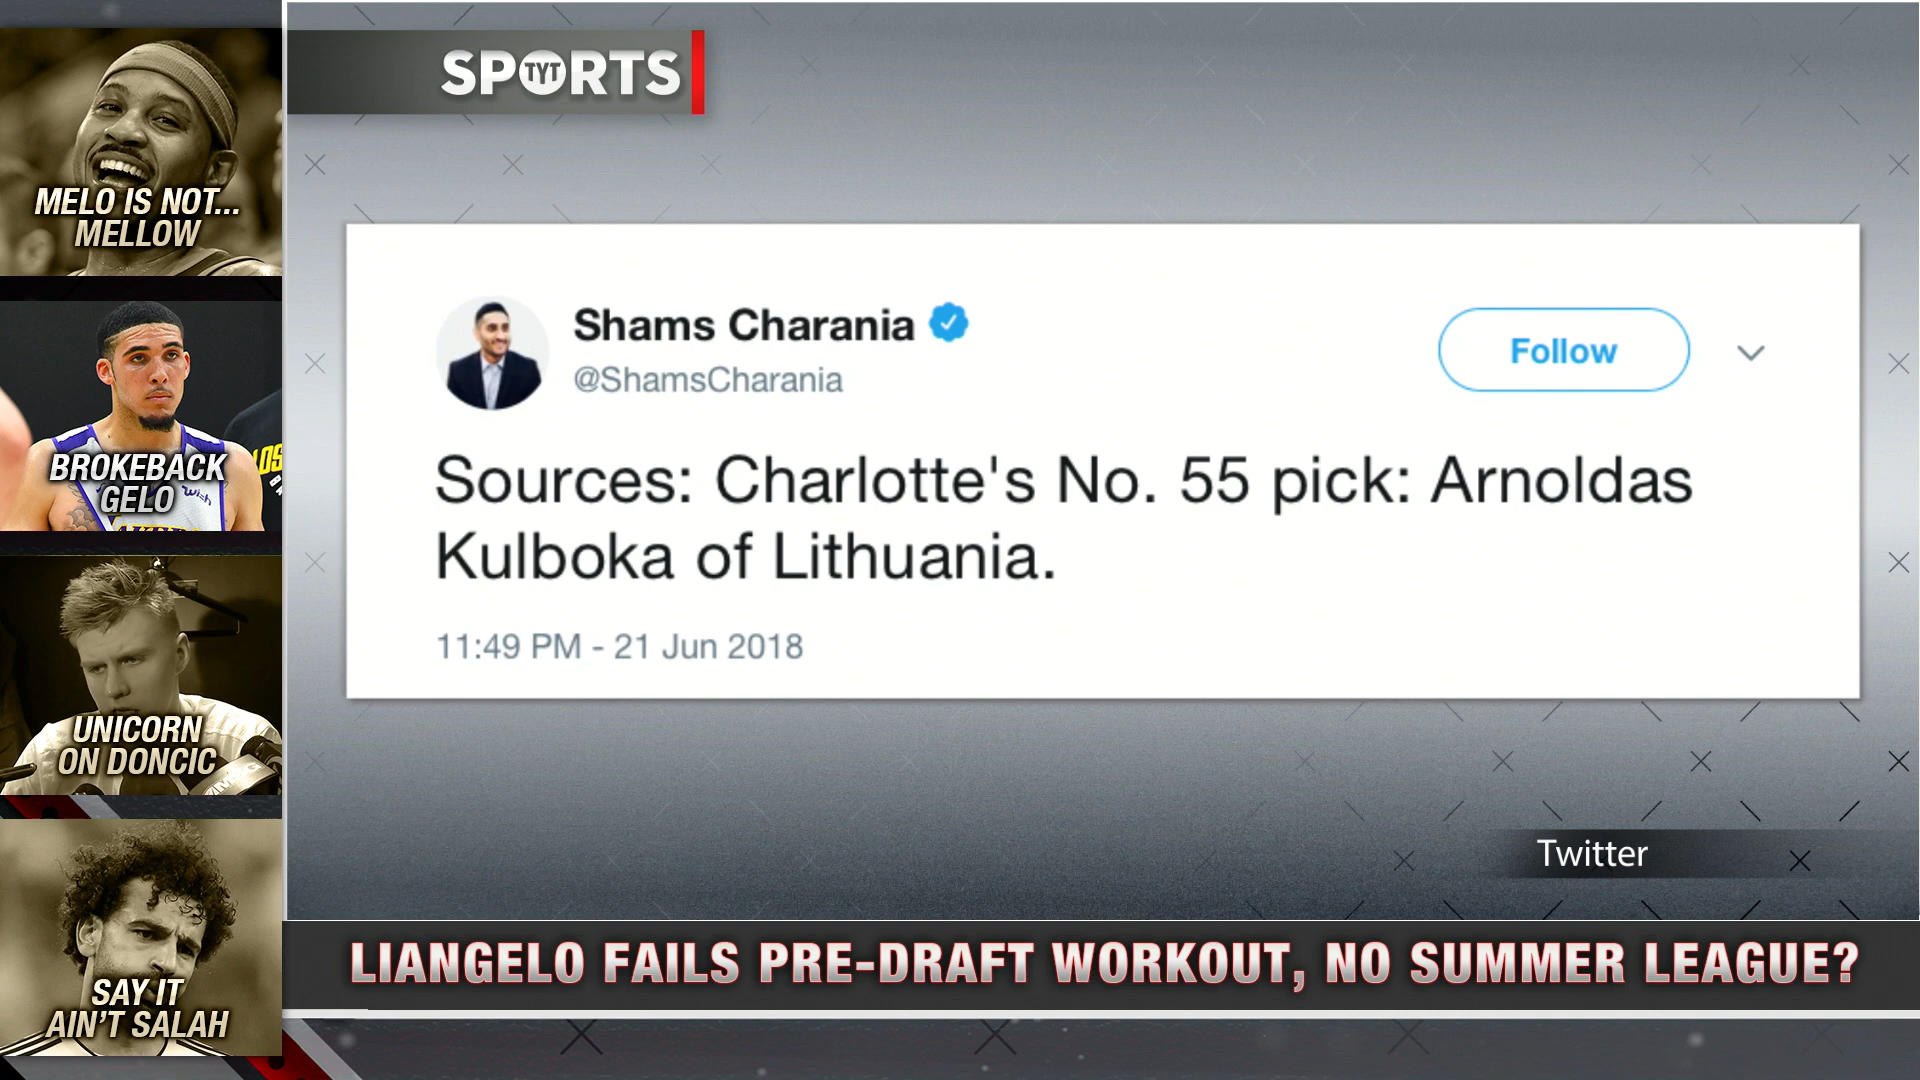 SPORTS
TYT
MELO IS NOT...
MELLOW
BROKEBACK
GELO
wish
UNICORN
ON DONCIC
SAY IT
AIN'T SALAH
Shams Charania
@ShamsCharania
Follow
Sources: Charlotte's No. 55 pick: Arnoldas
Kulboka of Lithuania.
11:49 PM - 21 Jun 2018
Twitter
LIANGELO FAILS PRE-DRAFT WORKOUT, NO SUMMER LEAGUE?